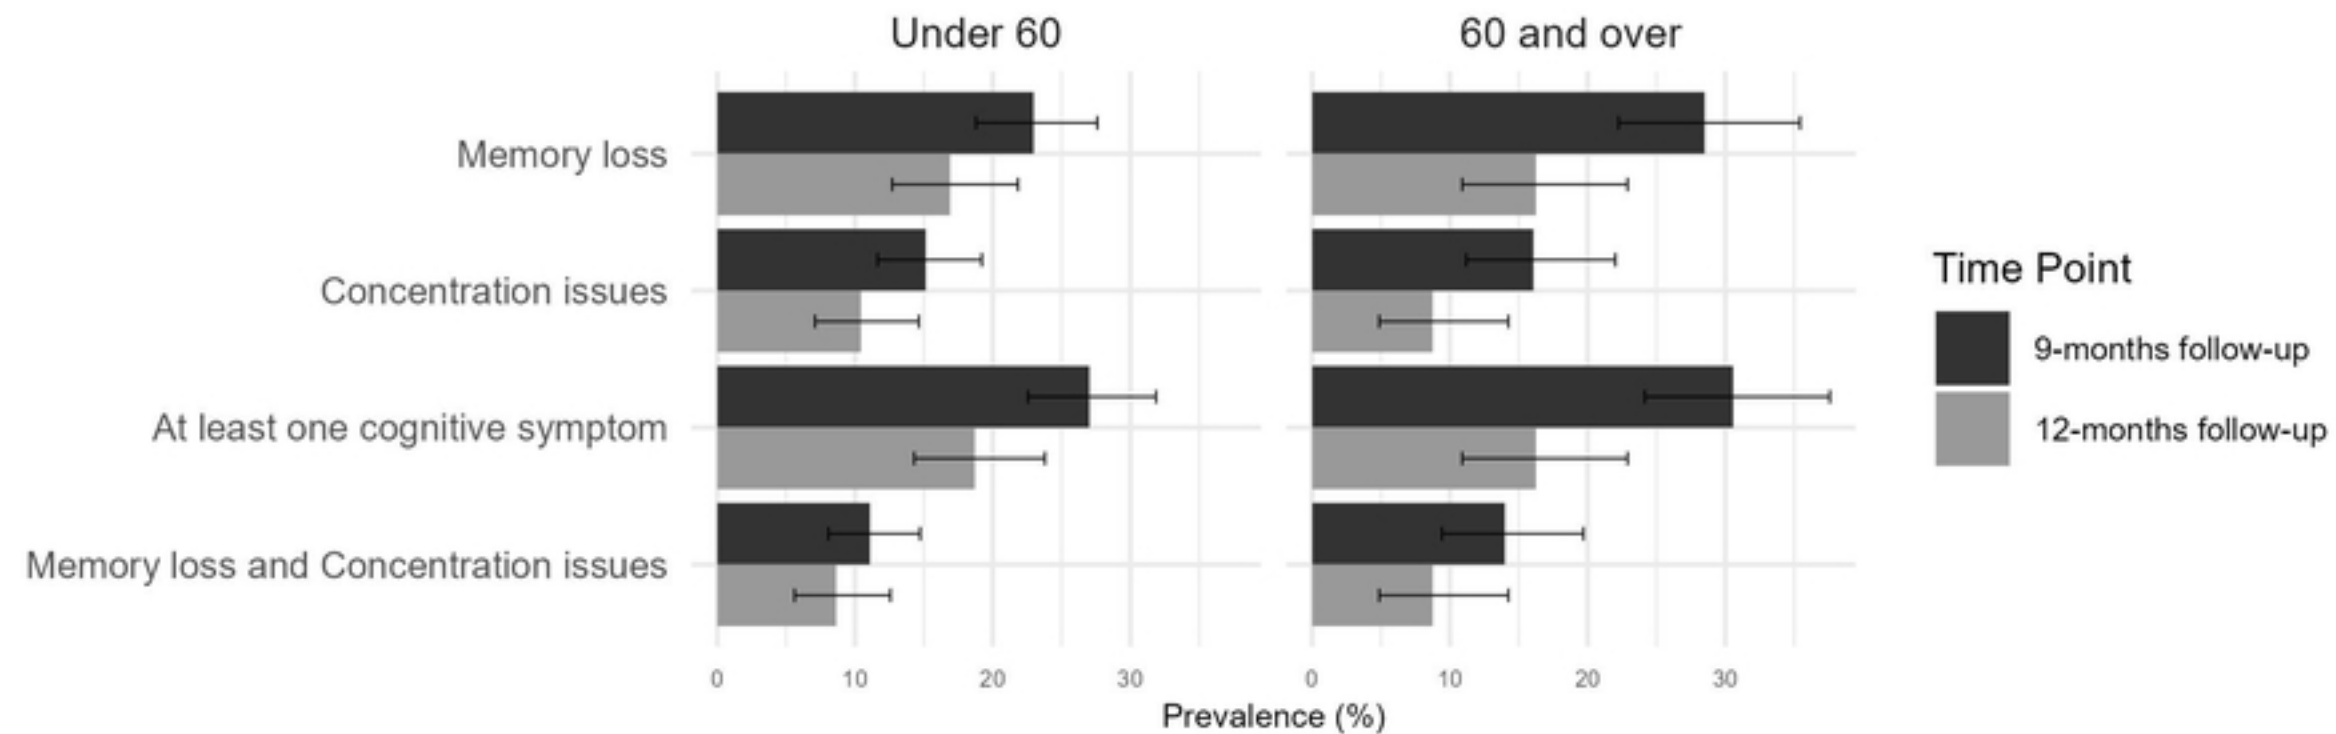 Under 60
60 and over
Memory loss
Concentration issues
At least one cognitive symptom
Memory loss and Concentration issues
0 10 20 30
0 10 20 30
Prevalence (%)
Time Point
9-months follow-up
12-months follow-up